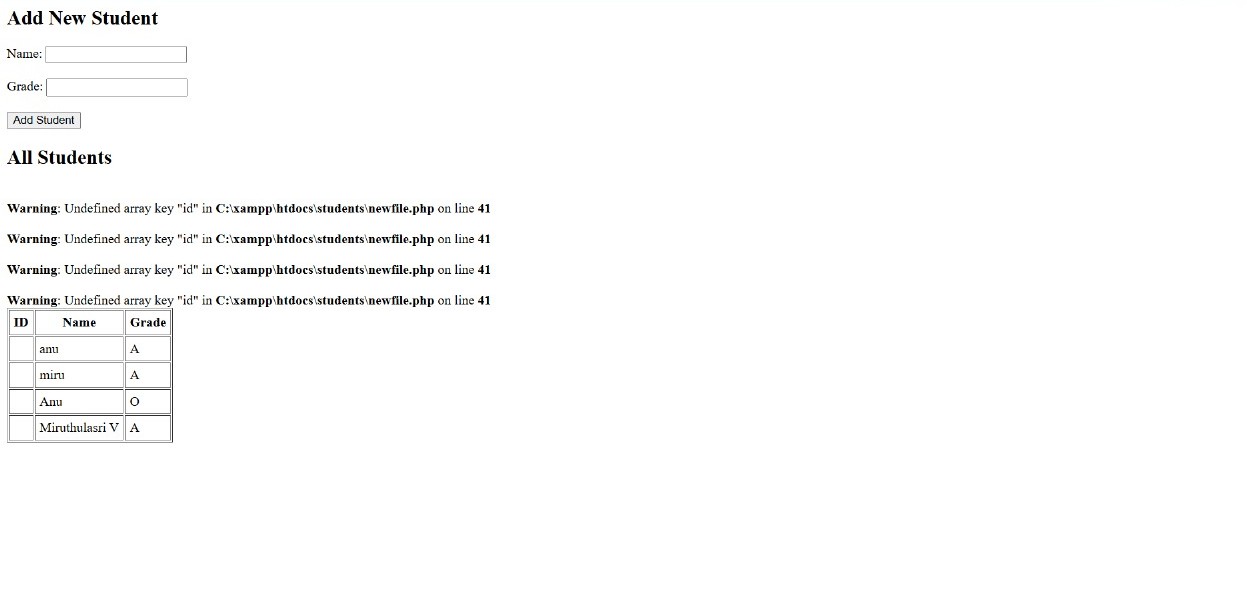 Add New Student
Name:
Grade:
Add Student
All Students
Warning: Undefined array key "id" in C:\xampp\htdocs\students\newfile.php on line 41
Warning: Undefined array key "id" in C:\xampp\htdocs\students\newfile.php on line 41
Warning: Undefined array key "id" in C:\xampp\htdocs\students\newfile.php on line 41
Warning: Undefined array key "id" in C:\xampp\htdocs\students\newfile.php on line 41
ID Name Grade
anu A
miru A
Anu O
Miruthulasri V A